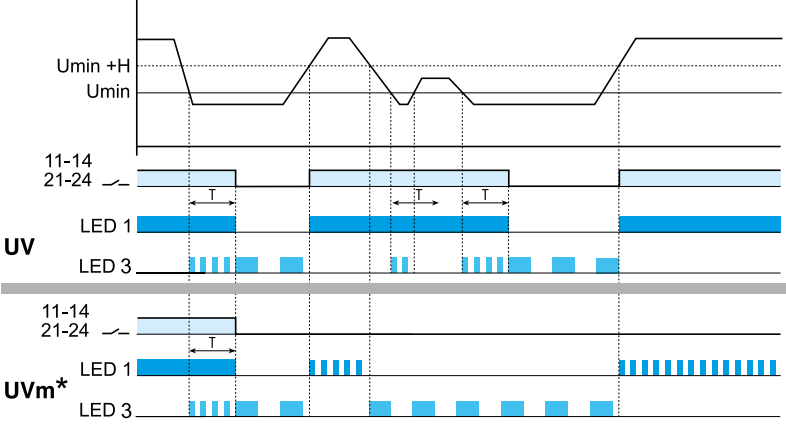 Umin +H
Umin
11-14
21-24
T T T
LED 1
UV
LED 3
11-14
21-24
T
LED 1
UVm*
LED 3